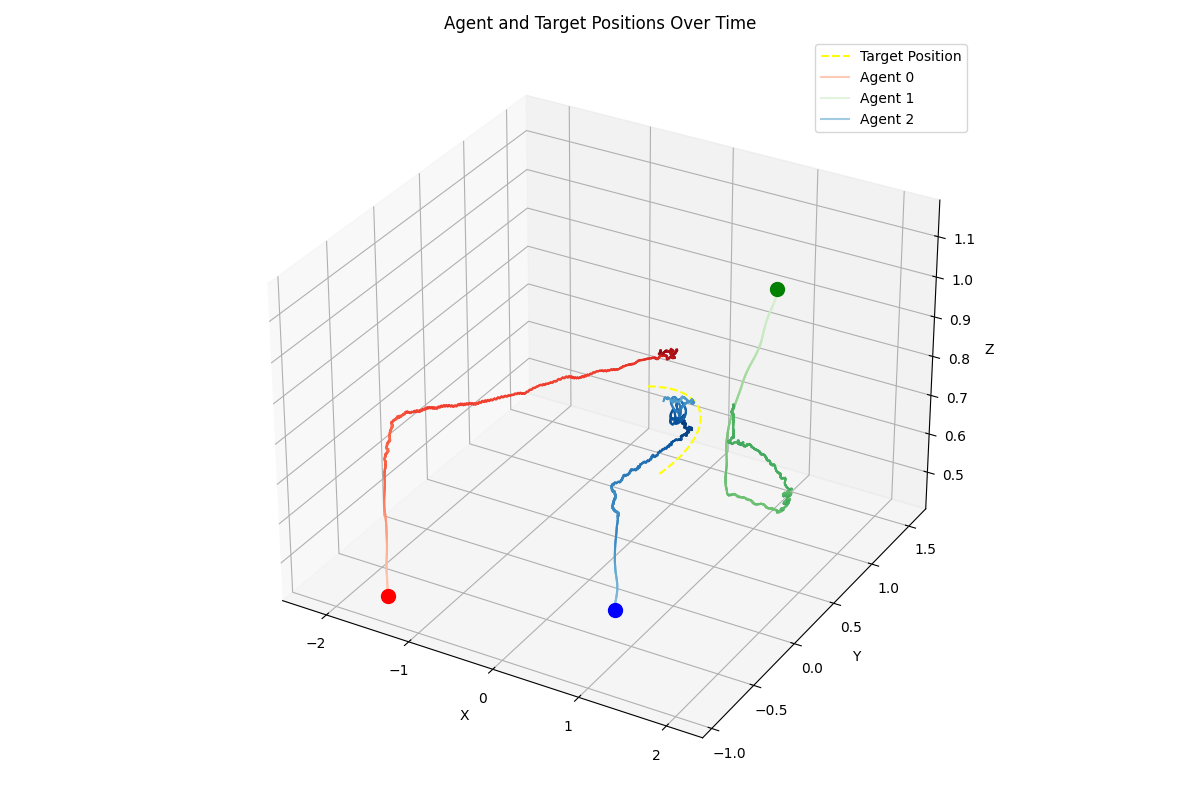 Agent and Target Positions Over Time
Target Position
Agent 0
Agent 1
Agent 2
1.1
1.0
0.9
0.8
0.7
0.6
0.5
Z
1.5
1.0
0.5
0.0
−0.5
−1.0
Y
−2
−1
0
1
2
X